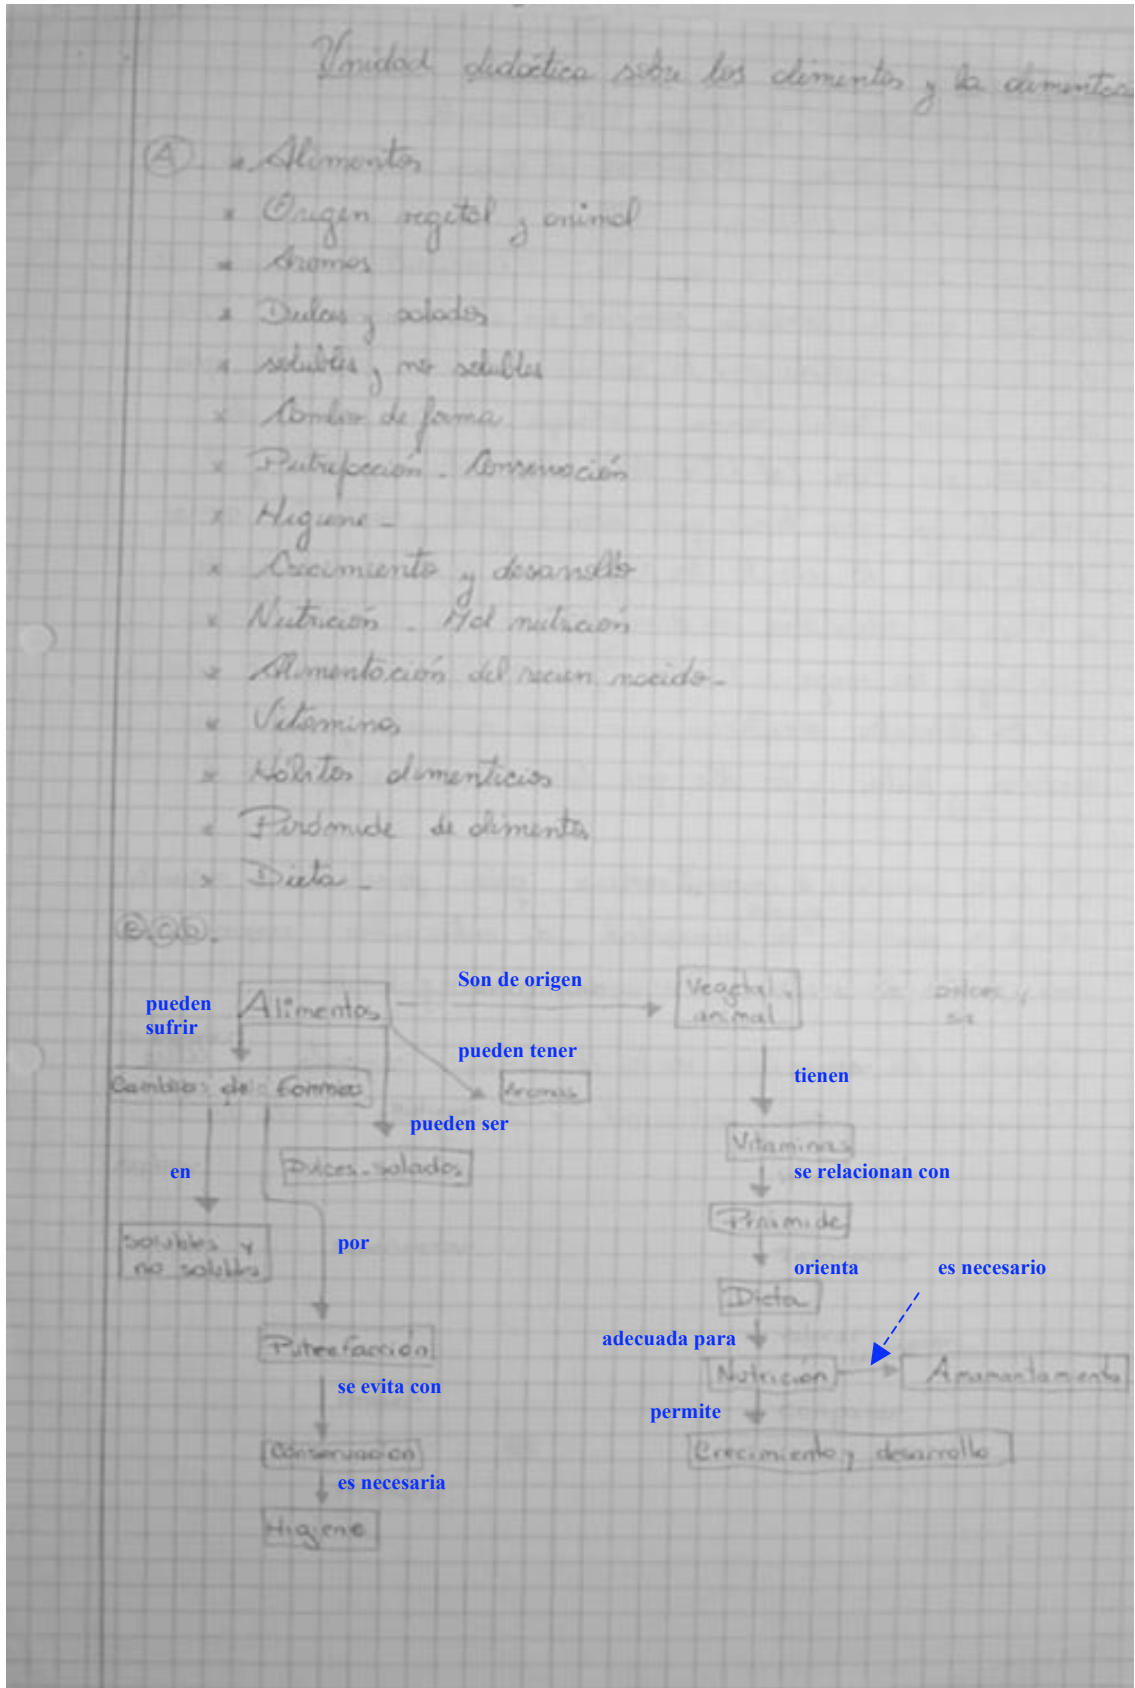 Unidad didáctica sobre los alimentos y la alimentac
A * Alimentos
* Origen vegetal y animal
* Aromas
* Dulces y salados
* solubles y no solubles
* Cambio de forma
* Putrefacción - Conservación
* Higiene -
* Crecimiento y desarrollo
* Nutrición - Mal nutrición
* Alimentación del recien nacido -
* Vitaminas
* Hábitos alimenticios
* Pirámide de alimentos
* Dieta -
B C D.
Son de origen
Vegetal y
animal
Dulces y
sa
pueden
sufrir
Alimentos
pueden tener
tienen
Cambios de formas
Aromas
pueden ser
Vitaminas
Dulces-salados
en
se relacionan con
Solubles y
no solubles
por
orienta
es necesario
Dieta
Putrefacción
adecuada para
Nutrición
Amamantamiento
se evita con
permite
Conservación
Crecimiento y desarrollo
es necesaria
Higiene